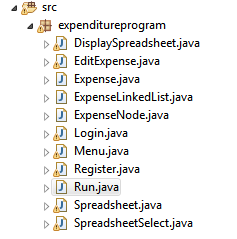 src
expenditureprogram
DisplaySpreadsheet.java
EditExpense.java
Expense.java
ExpenseLinkedList.java
ExpenseNode.java
Login.java
Menu.java
Register.java
Run.java
Spreadsheet.java
SpreadsheetSelect.java